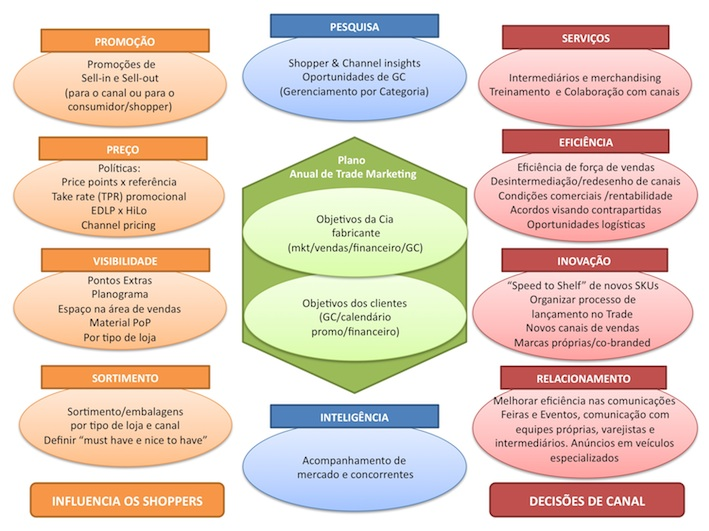 PROMOÇÃO
Promoções de
Sell-in e Sell-out
(para o canal ou para o
consumidor/shopper)
PREÇO
Políticas:
Price points x referência
Take rate (TPR) promocional
EDLP x HiLo
Channel pricing
VISIBILIDADE
Pontos Extras
Planograma
Espaço na área de vendas
Material PoP
Por tipo de loja
SORTIMENTO
Sortimento/embalagens
por tipo de loja e canal
Definir “must have e nice to have”
INFLUENCIA OS SHOPPERS
PESQUISA
Shopper & Channel insights
Oportunidades de GC
(Gerenciamento por Categoria)
Plano
Anual de Trade Marketing
Objetivos da Cia
fabricante
(mkt/vendas/financeiro/GC)
Objetivos dos clientes
(GC/calendário
promo/financeiro)
INTELIGÊNCIA
Acompanhamento de
mercado e concorrentes
SERVIÇOS
Intermediários e merchandising
Treinamento e Colaboração com canais
EFICIÊNCIA
Eficiência de força de vendas
Desintermediação/redesenho de canais
Condições comerciais /rentabilidade
Acordos visando contrapartidas
Oportunidades logísticas
INOVAÇÃO
“Speed to Shelf” de novos SKUs
Organizar processo de
lançamento no Trade
Novos canais de vendas
Marcas próprias/co-branded
RELACIONAMENTO
Melhorar eficiência nas comunicações
Feiras e Eventos, comunicação com
equipes próprias, varejistas e
intermediários. Anúncios em veículos
especializados
DECISÕES DE CANAL